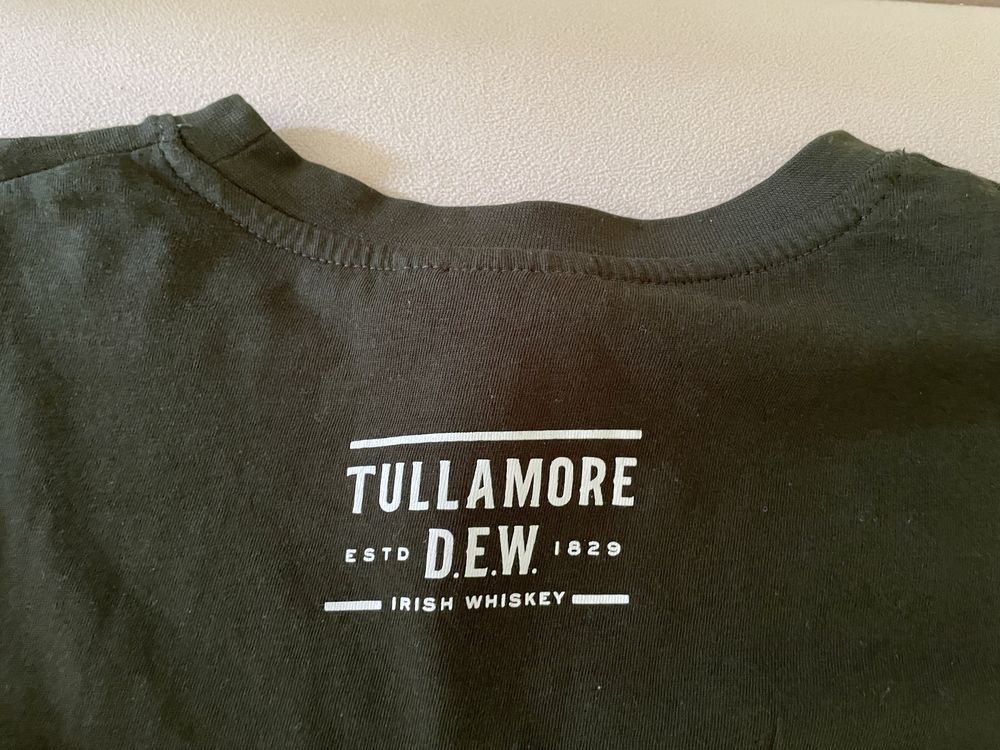 TULLAMORE
ESTD D.E.W. 1829
IRISH WHISKEY